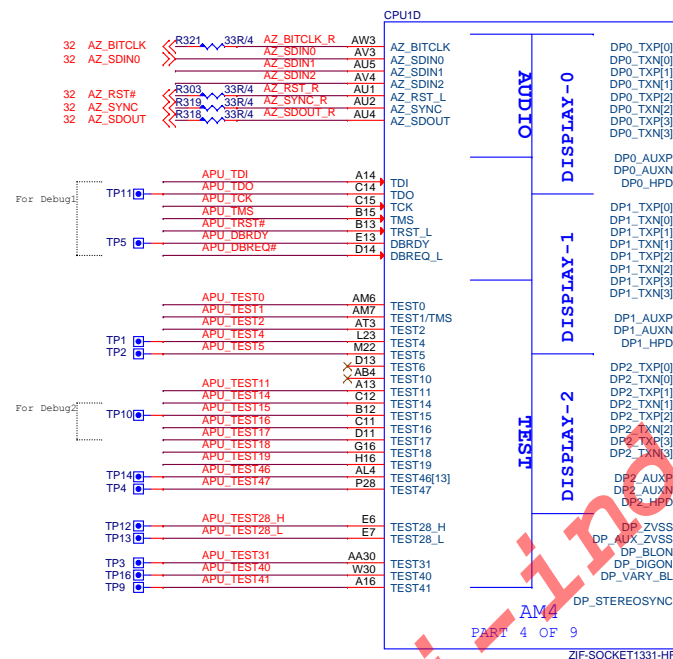 CPU1D
32 AZ_BITCLK R321 33R/4 AZ_BITCLK_R AW3 AZ_BITCLK DP0_TXP[0]
32 AZ_SDIN0 AZ_SDIN0 AV3 AZ_SDIN0 DP0_TXN[0]
AZ_SDIN1 AU5 AZ_SDIN1 DP0_TXP[1]
AZ_SDIN2 AV4 AZ_SDIN2 DP0_TXN[1]
32 AZ_RST# R303 33R/4 AZ_RST_R AU1 AZ_RST_L DP0_TXP[2]
32 AZ_SYNC R319 33R/4 AZ_SYNC_R AU2 AZ_SYNC DP0_TXN[2]
32 AZ_SDOUT R318 33R/4 AZ_SDOUT_R AU4 AZ_SDOUT DP0_TXP[3]
DP0_TXN[3]
AUDIO
DISPLAY-0
DP0_AUXP
DP0_AUXN
DP0_HPD
For Debug1
APU_TDI A14 TDI
TP11 APU_TDO C14 TDO
APU_TCK C15 TCK DP1_TXP[0]
APU_TMS B15 TMS DP1_TXN[0]
APU_TRST# B13 TRST_L DP1_TXP[1]
TP5 APU_DBRDY E13 DBRDY DP1_TXN[1]
APU_DBREQ# D14 DBREQ_L DP1_TXP[2]
DP1_TXN[2]
DP1_TXP[3]
DP1_TXN[3]
DISPLAY-1
APU_TEST0 AM6 TEST0
APU_TEST1 AM7 TEST1/TMS DP1_AUXP
APU_TEST2 AT3 TEST2 DP1_AUXN
TP1 APU_TEST4 L23 TEST4 DP1_HPD
TP2 APU_TEST5 M22 TEST5
D13 TEST6 DP2_TXP[0]
AB4 TEST10 DP2_TXN[0]
APU_TEST11 A13 TEST11 DP2_TXP[1]
APU_TEST14 C12 TEST14 DP2_TXN[1]
For Debug2
TP10 APU_TEST15 B12 TEST15 DP2_TXP[2]
APU_TEST16 C11 TEST16 DP2_TXN[2]
APU_TEST17 D11 TEST17 DP2_TXP[3]
APU_TEST18 G16 TEST18 DP2_TXN[3]
APU_TEST19 H16 TEST19
TP14 APU_TEST46 AL4 TEST46[13] DP2_AUXP
TP4 APU_TEST47 P28 TEST47 DP2_AUXN
DP2_HPD
TEST
DISPLAY-2
TP12 APU_TEST28_H E6 TEST28_H DP_ZVSS
TP13 APU_TEST28_L E7 TEST28_L DP_AUX_ZVSS
DP_BLON
TP3 APU_TEST31 AA30 TEST31 DP_DIGON
TP16 APU_TEST40 W30 TEST40 DP_VARY_BL
TP9 APU_TEST41 A16 TEST41
DP_STEREOSYNC
AM4
PART 4 OF 9
ZIF-SOCKET1331-HF